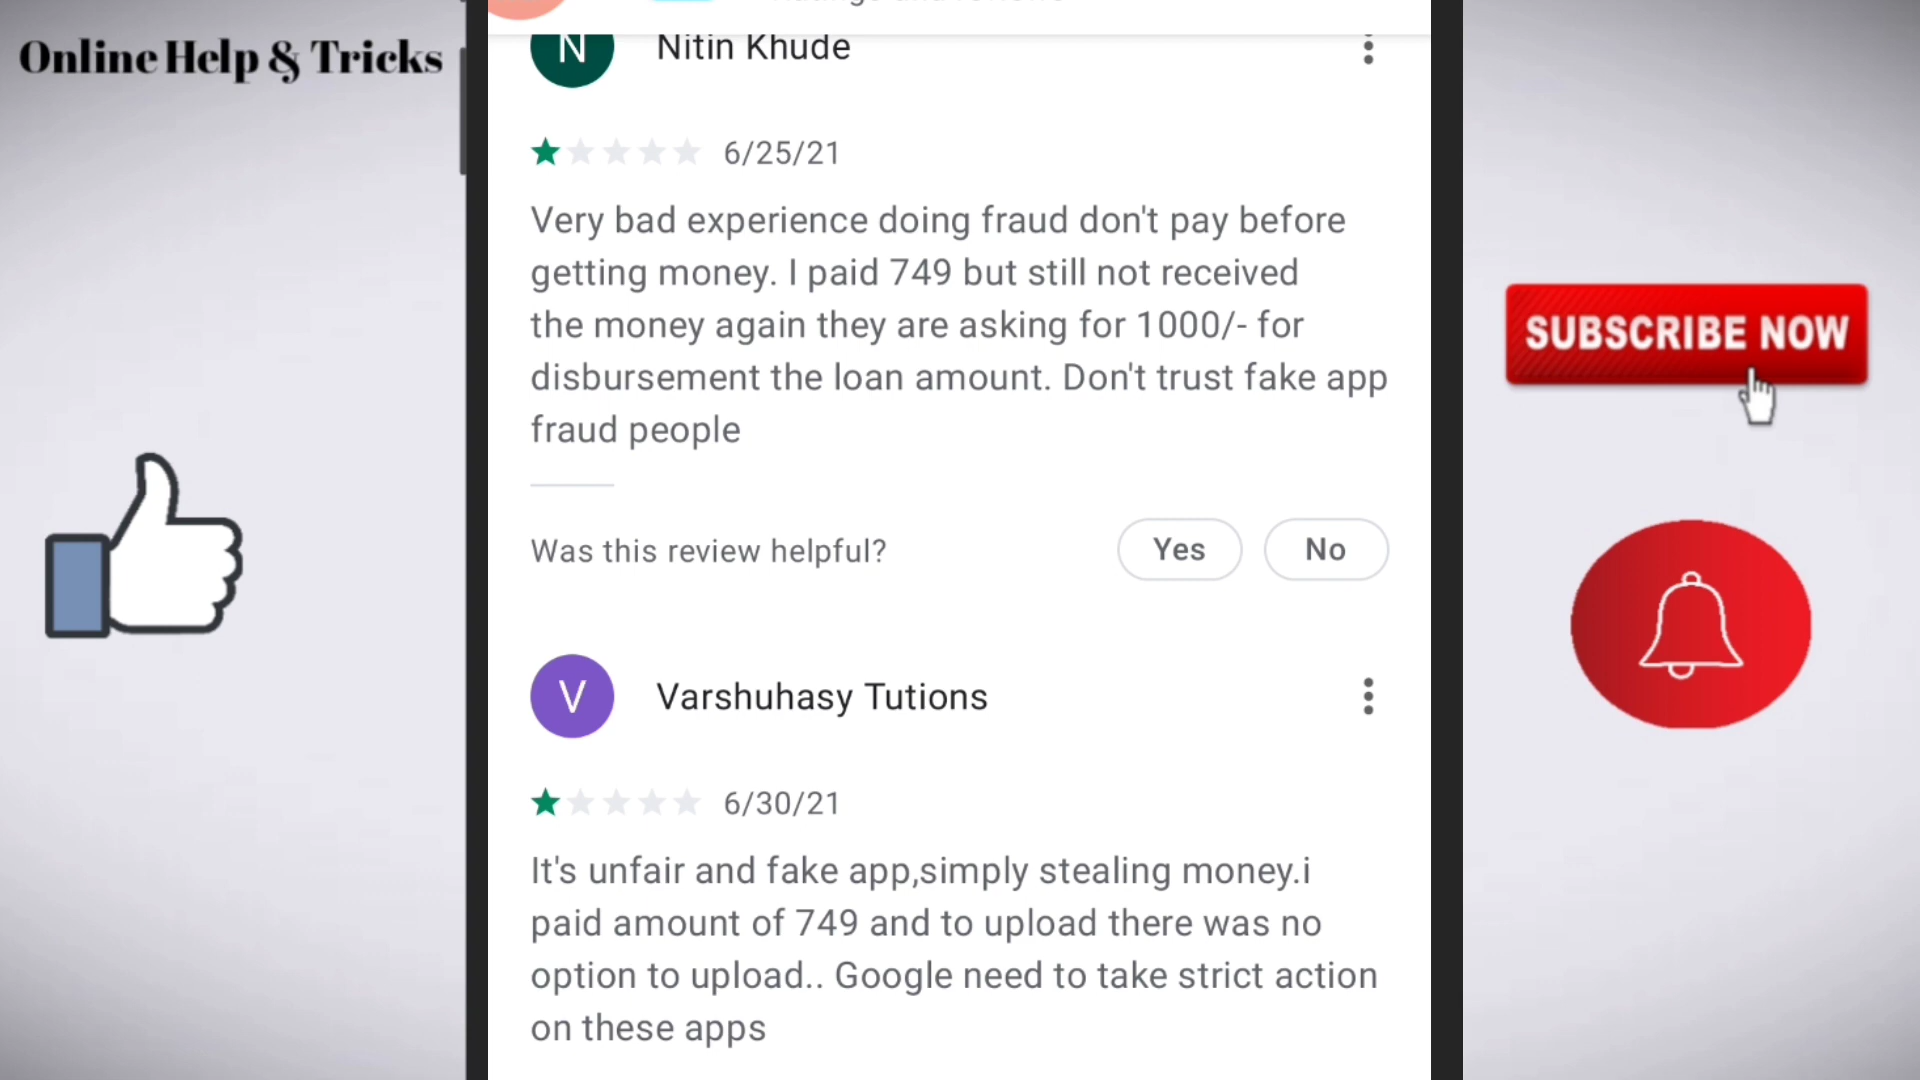 Online Help & Tricks
N
Nitin Khude
6/25/21
Very bad experience doing fraud don't pay before
getting money. I paid 749 but still not received
the money again they are asking for 1000/- for
disbursement the loan amount. Don't trust fake app
fraud people
Was this review helpful?
Yes
No
V
Varshuhasy Tutions
6/30/21
It's unfair and fake app,simply stealing money.i
paid amount of 749 and to upload there was no
option to upload.. Google need to take strict action
on these apps
SUBSCRIBE NOW